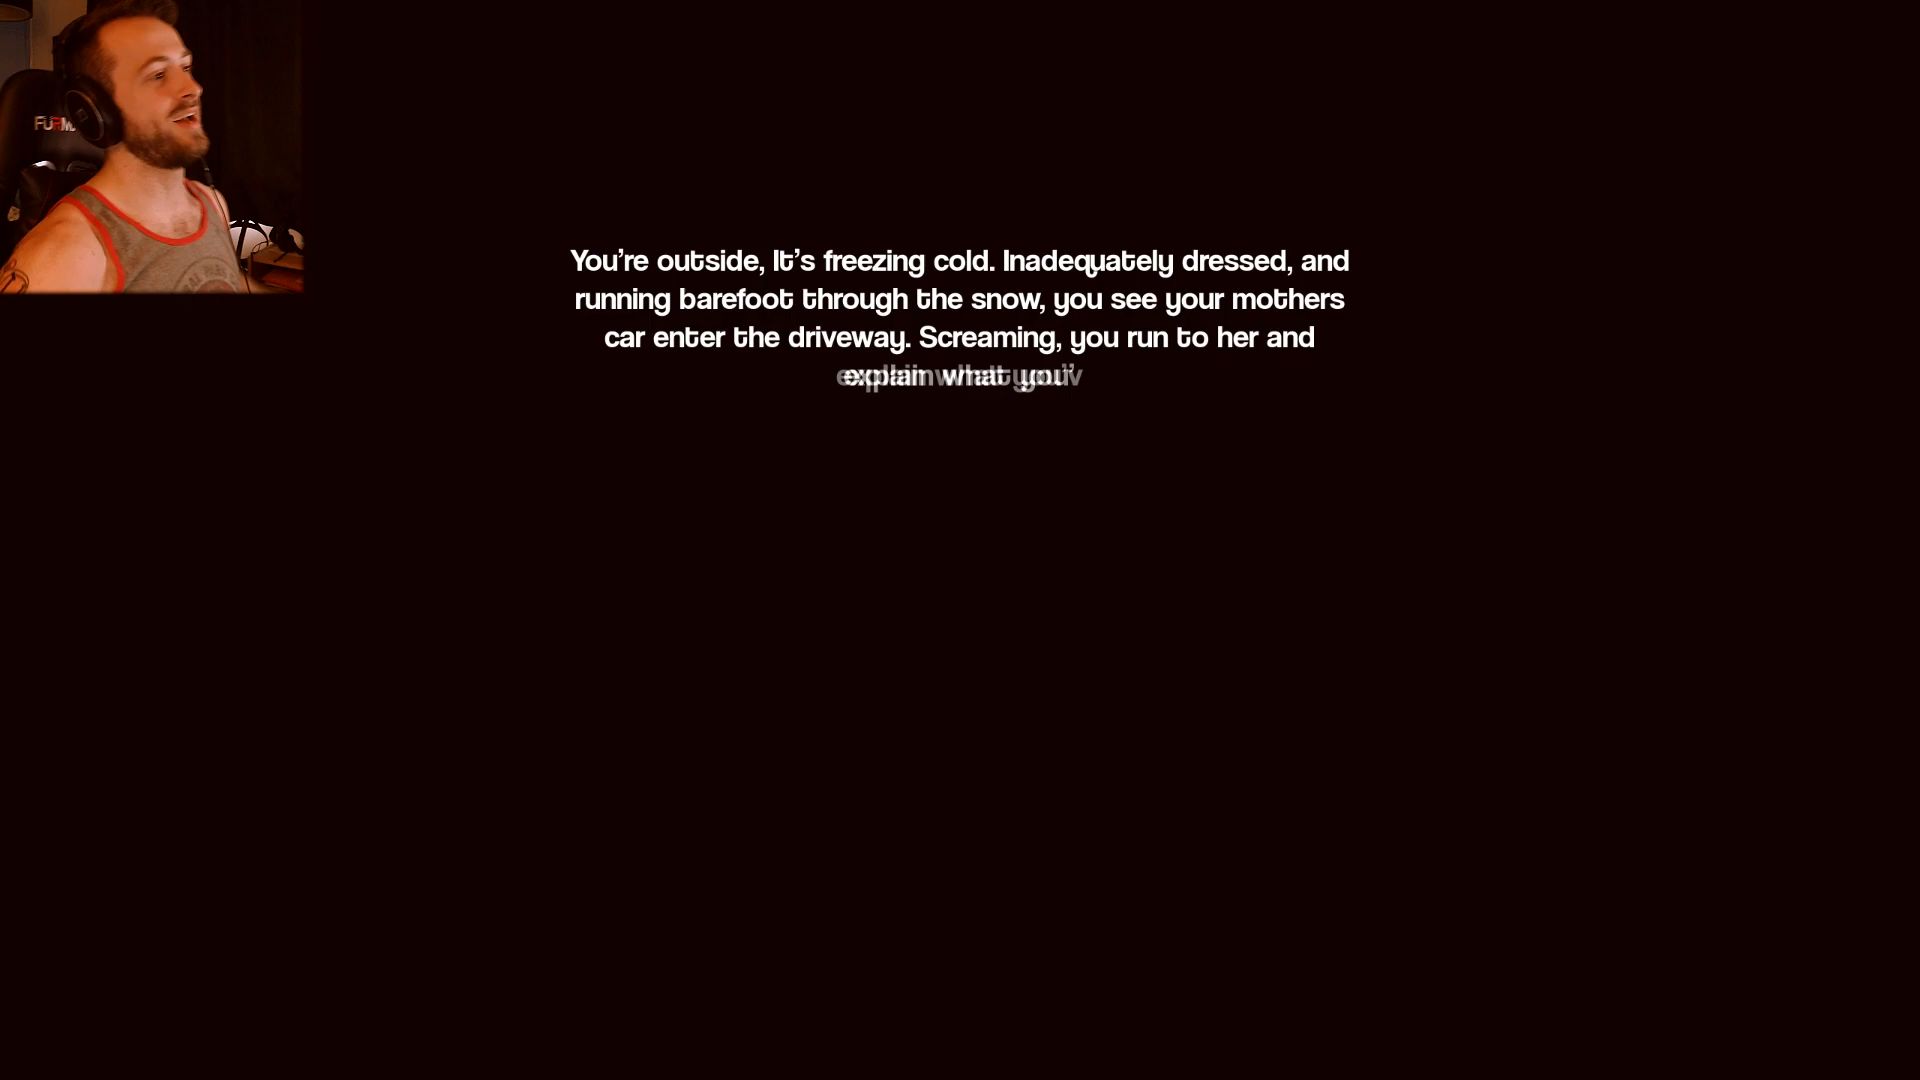 You're outside, It's freezing cold. Inadequately dressed, and
running barefoot through the snow, you see your mothers
car enter the driveway. Screaming, you run to her and
explain what you'v